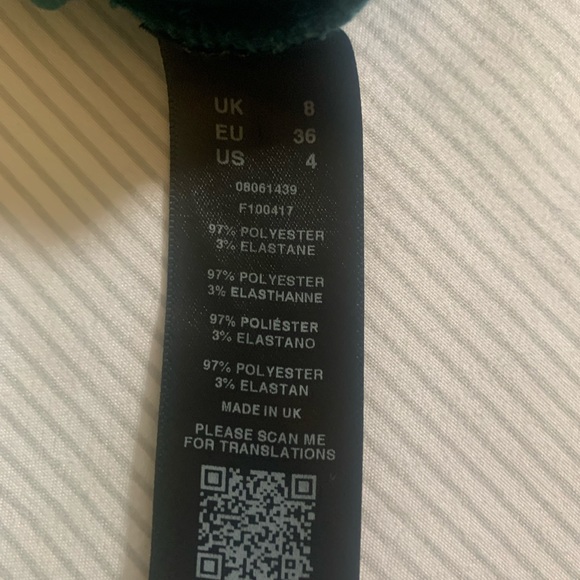 UK 8
EU 36
US 4
08061439
F100417
97% POLYESTER
3% ELASTANE
97% POLYESTER
3% ELASTHANNE
97% POLIÉSTER
3% ELASTANO
97% POLYESTER
3% ELASTAN
MADE IN UK
PLEASE SCAN ME
FOR TRANSLATIONS